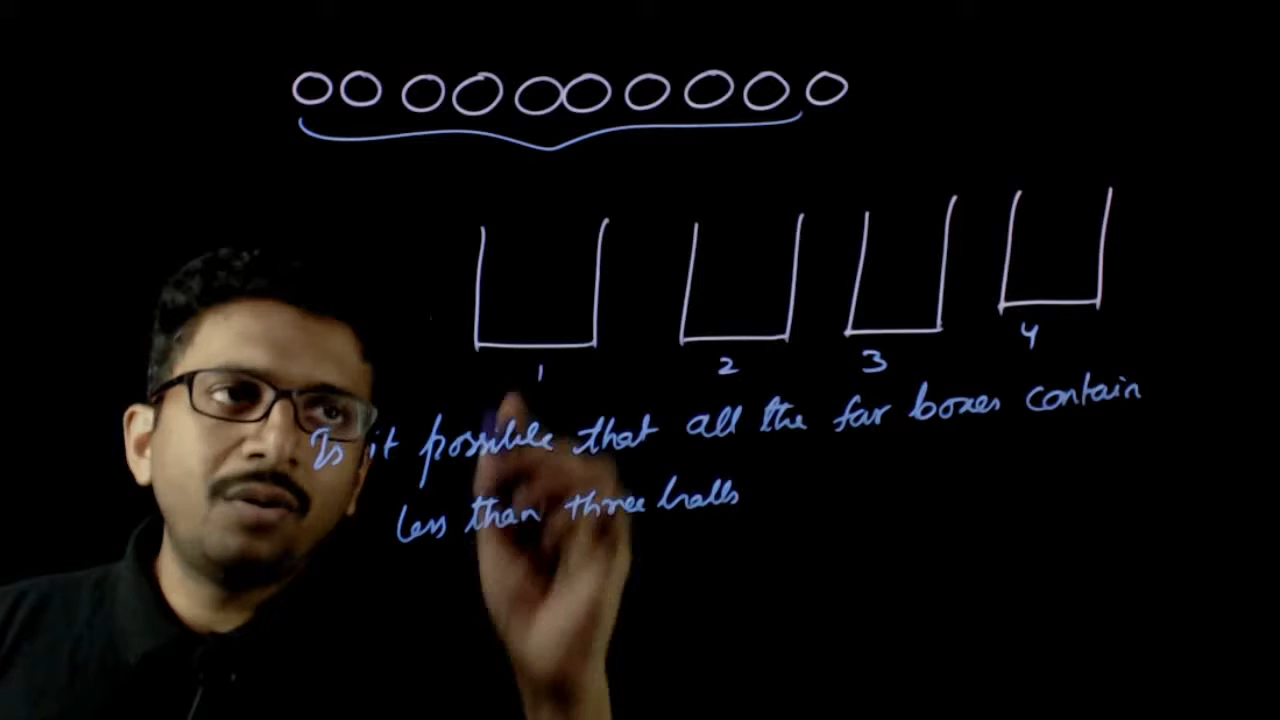 1 2 3 4
Is it possible that all the four boxes contain
less than three balls